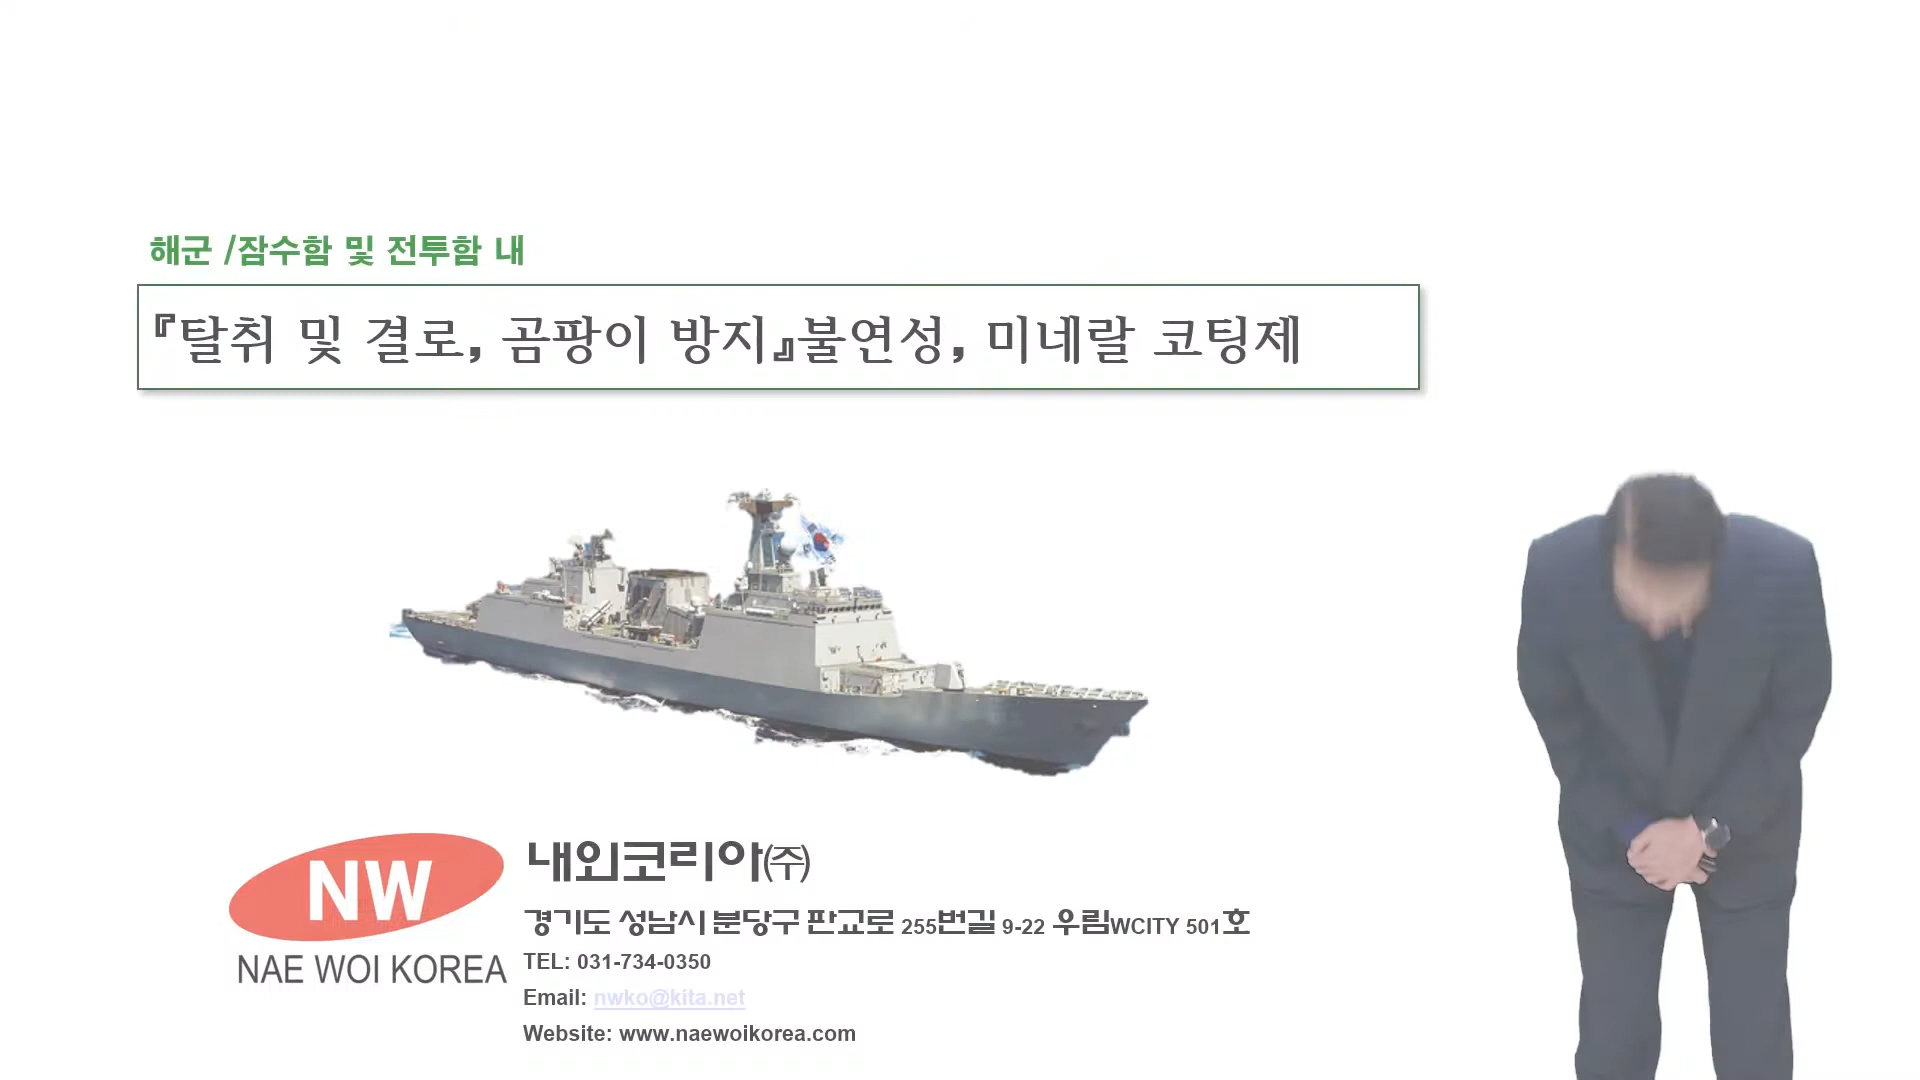 해군 /잠수함 및 전투함 내
『탈취 및 결로, 곰팡이 방지』불연성, 미네랄 코팅제
NW
NAE WOI KOREA
내외코리아㈜
경기도 성남시 분당구 판교로 255번길 9-22 우림WCITY 501호
TEL: 031-734-0350
Email: nwko@kita.net
Website: www.naewoikorea.com